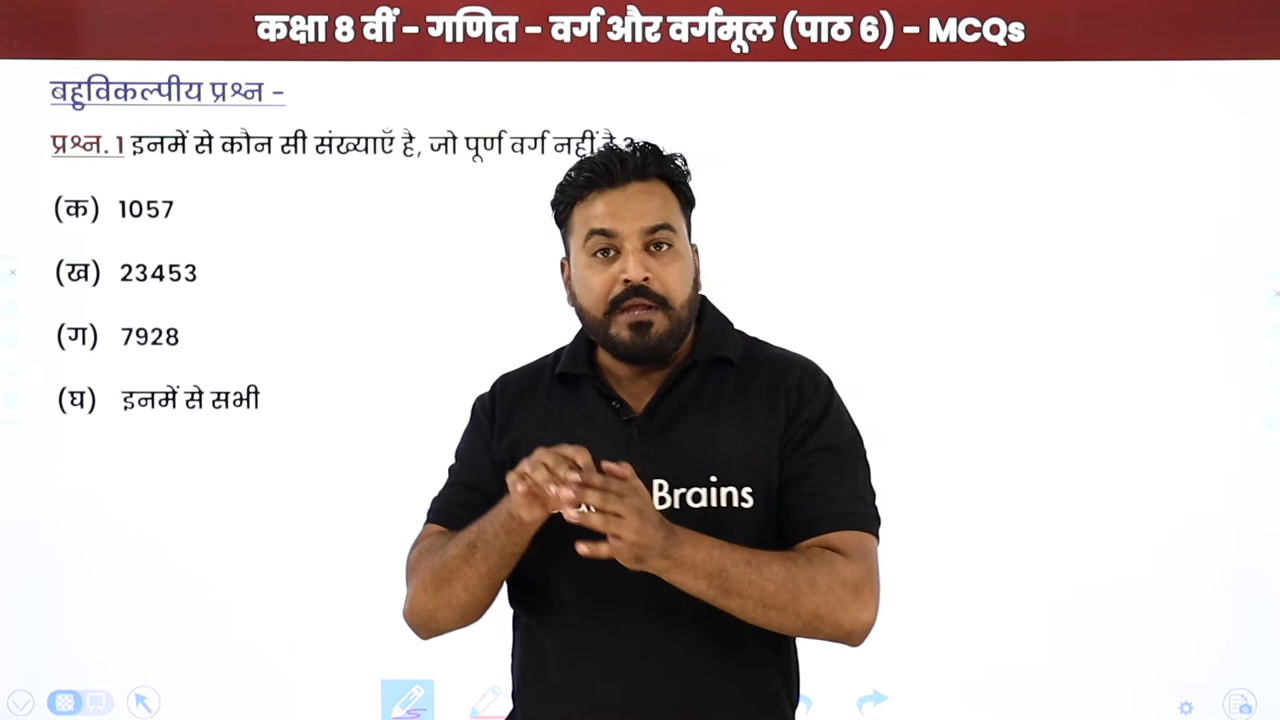 कक्षा 8 वीं - गणित - वर्ग और वर्गमूल (पाठ 6) - MCQs
बहुविकल्पीय प्रश्न -
प्रश्न. 1 इनमें से कौन सी संख्याएँ है, जो पूर्ण वर्ग नहीं है ?
(क) 1057
(ख) 23453
(ग) 7928
(घ) इनमें से सभी
Brains